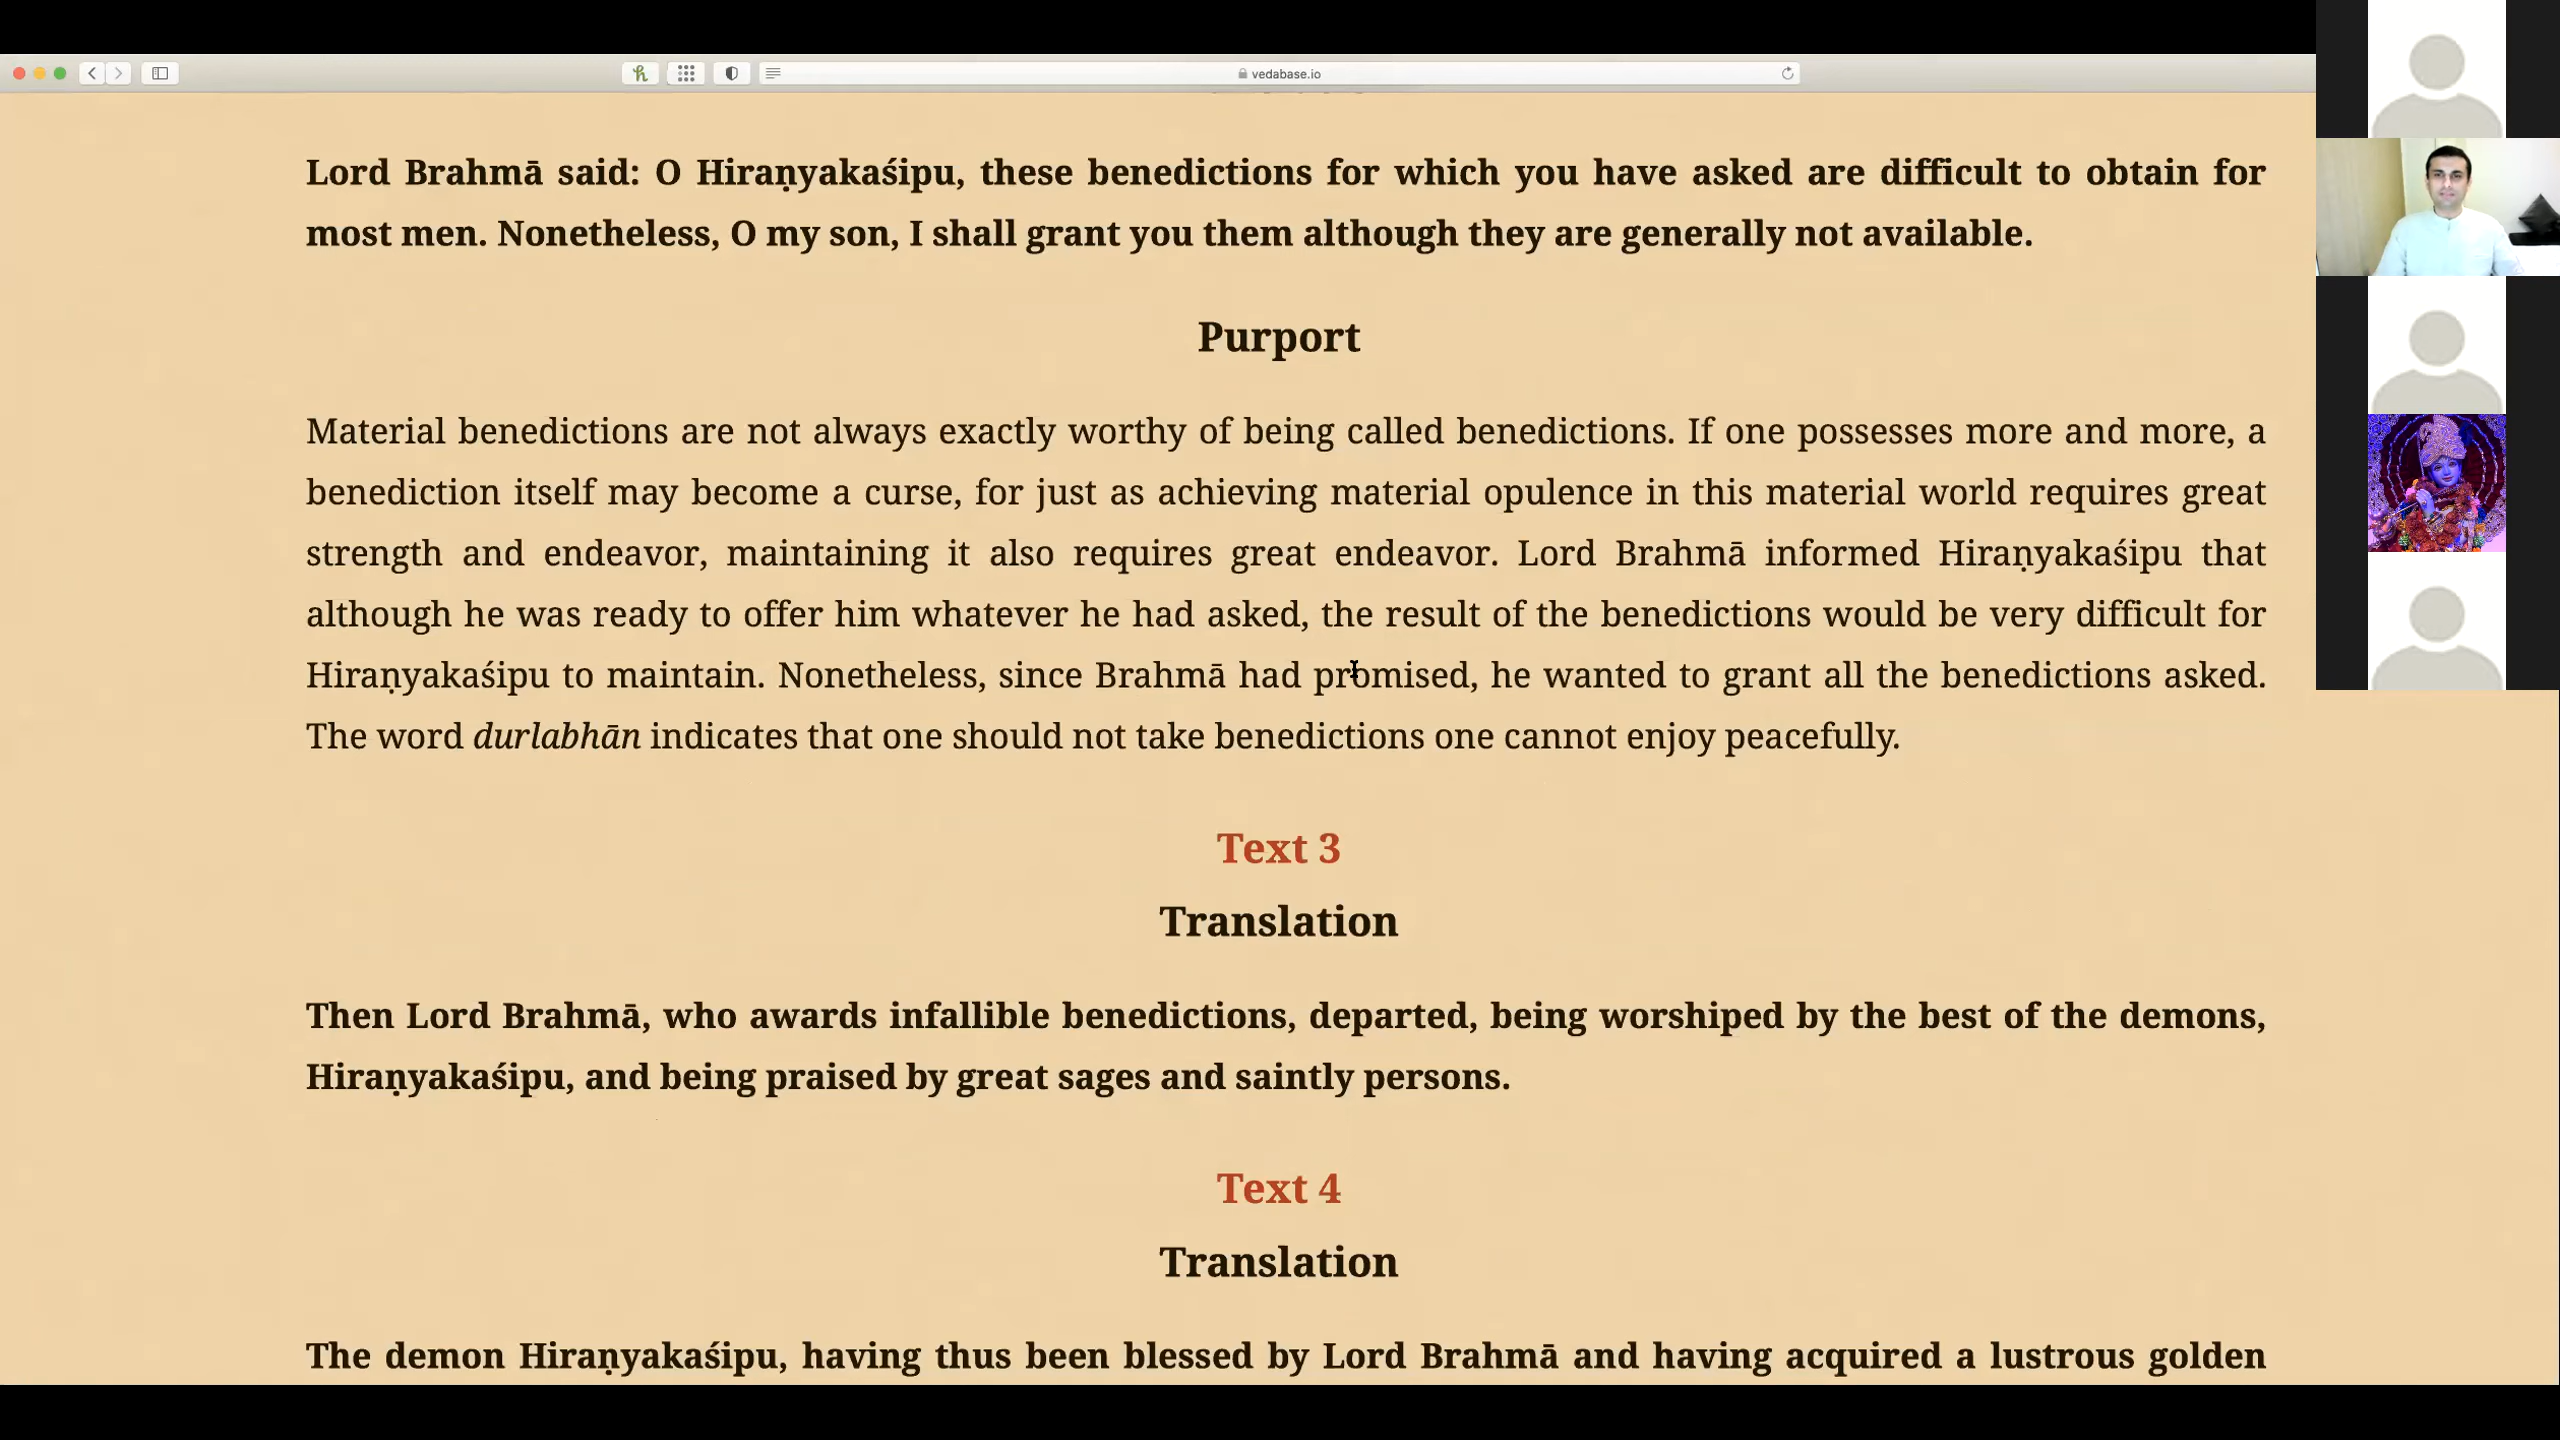 vedabase.io
Lord Brahmā said: O Hiraṇyakaśipu, these benedictions for which you have asked are difficult to obtain for
most men. Nonetheless, O my son, I shall grant you them although they are generally not available.
Purport
Material benedictions are not always exactly worthy of being called benedictions. If one possesses more and more, a
benediction itself may become a curse, for just as achieving material opulence in this material world requires great
strength and endeavor, maintaining it also requires great endeavor. Lord Brahmā informed Hiraṇyakaśipu that
although he was ready to offer him whatever he had asked, the result of the benedictions would be very difficult for
Hiraṇyakaśipu to maintain. Nonetheless, since Brahmā had promised, he wanted to grant all the benedictions asked.
The word durlabhān indicates that one should not take benedictions one cannot enjoy peacefully.
Text 3
Translation
Then Lord Brahmā, who awards infallible benedictions, departed, being worshiped by the best of the demons,
Hiraṇyakaśipu, and being praised by great sages and saintly persons.
Text 4
Translation
The demon Hiraṇyakaśipu, having thus been blessed by Lord Brahmā and having acquired a lustrous golden